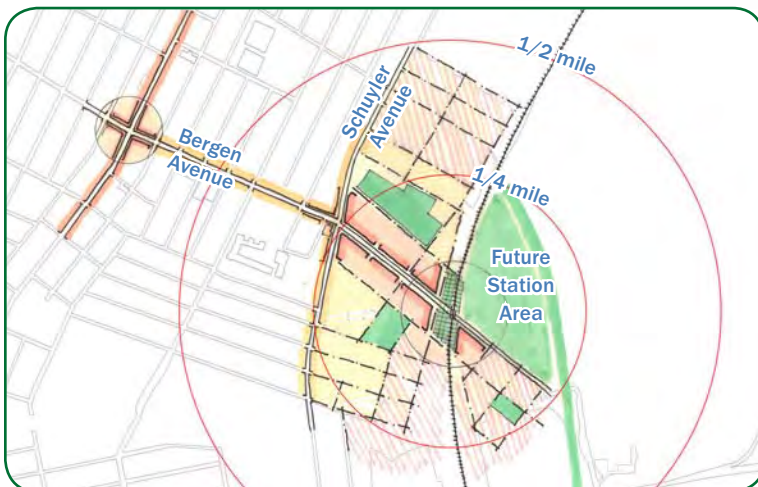 1/2 mile
Schuyler
Avenue
Bergen
Avenue
1/4 mile
Future
Station
Area